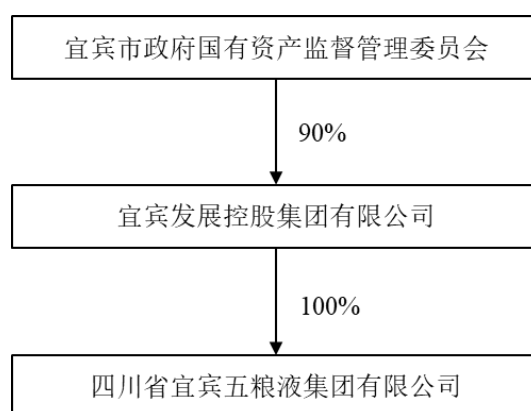 宜宾市政府国有资产监督管理委员会
90%
宜宾发展控股集团有限公司
100%
四川省宜宾五粮液集团有限公司